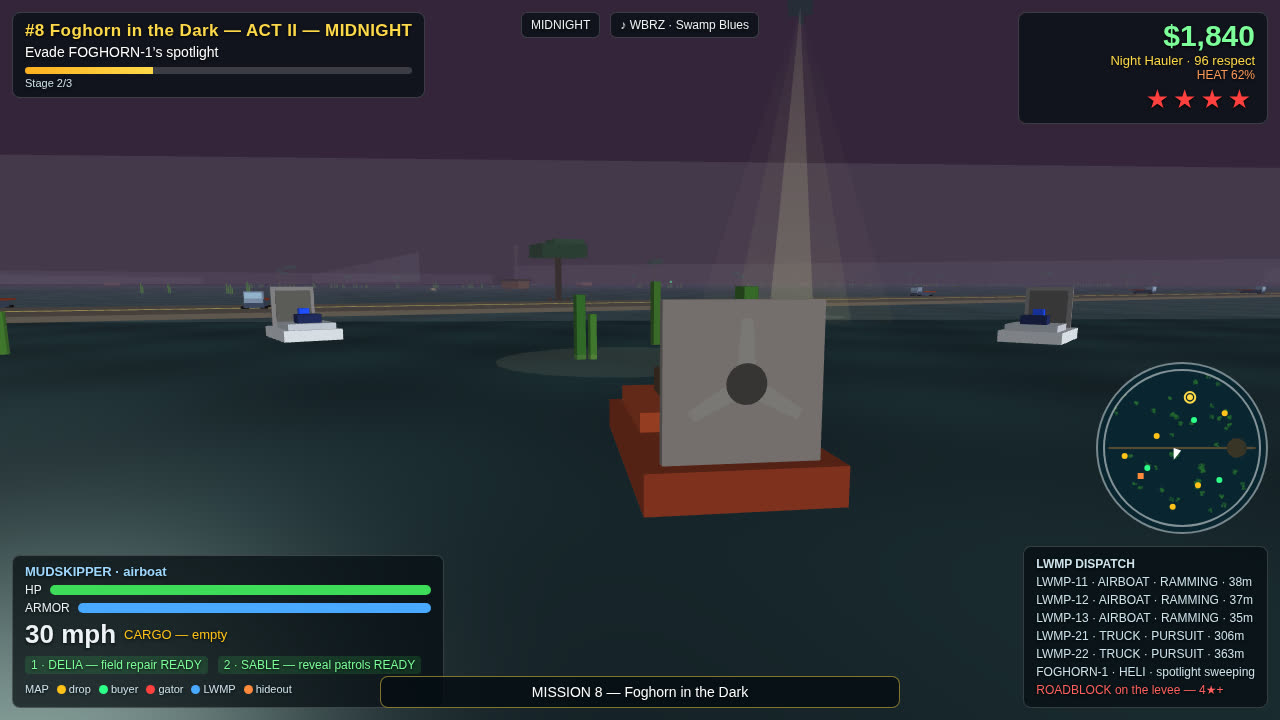 #8 Foghorn in the Dark — ACT II — MIDNIGHT
Evade FOGHORN-1's spotlight
Stage 2/3
MIDNIGHT
♪ WBRZ · Swamp Blues
$1,840
Night Hauler · 96 respect
HEAT 62%
★★★★
MUDSKIPPER · airboat
HP
ARMOR
30 mph CARGO — empty
1 · DELIA — field repair READY
2 · SABLE — reveal patrols READY
MAP drop buyer gator LWMP hideout
MISSION 8 — Foghorn in the Dark
LWMP DISPATCH
LWMP-11 · AIRBOAT · RAMMING · 38m
LWMP-12 · AIRBOAT · RAMMING · 37m
LWMP-13 · AIRBOAT · RAMMING · 35m
LWMP-21 · TRUCK · PURSUIT · 306m
LWMP-22 · TRUCK · PURSUIT · 363m
FOGHORN-1 · HELI · spotlight sweeping
ROADBLOCK on the levee — 4★+